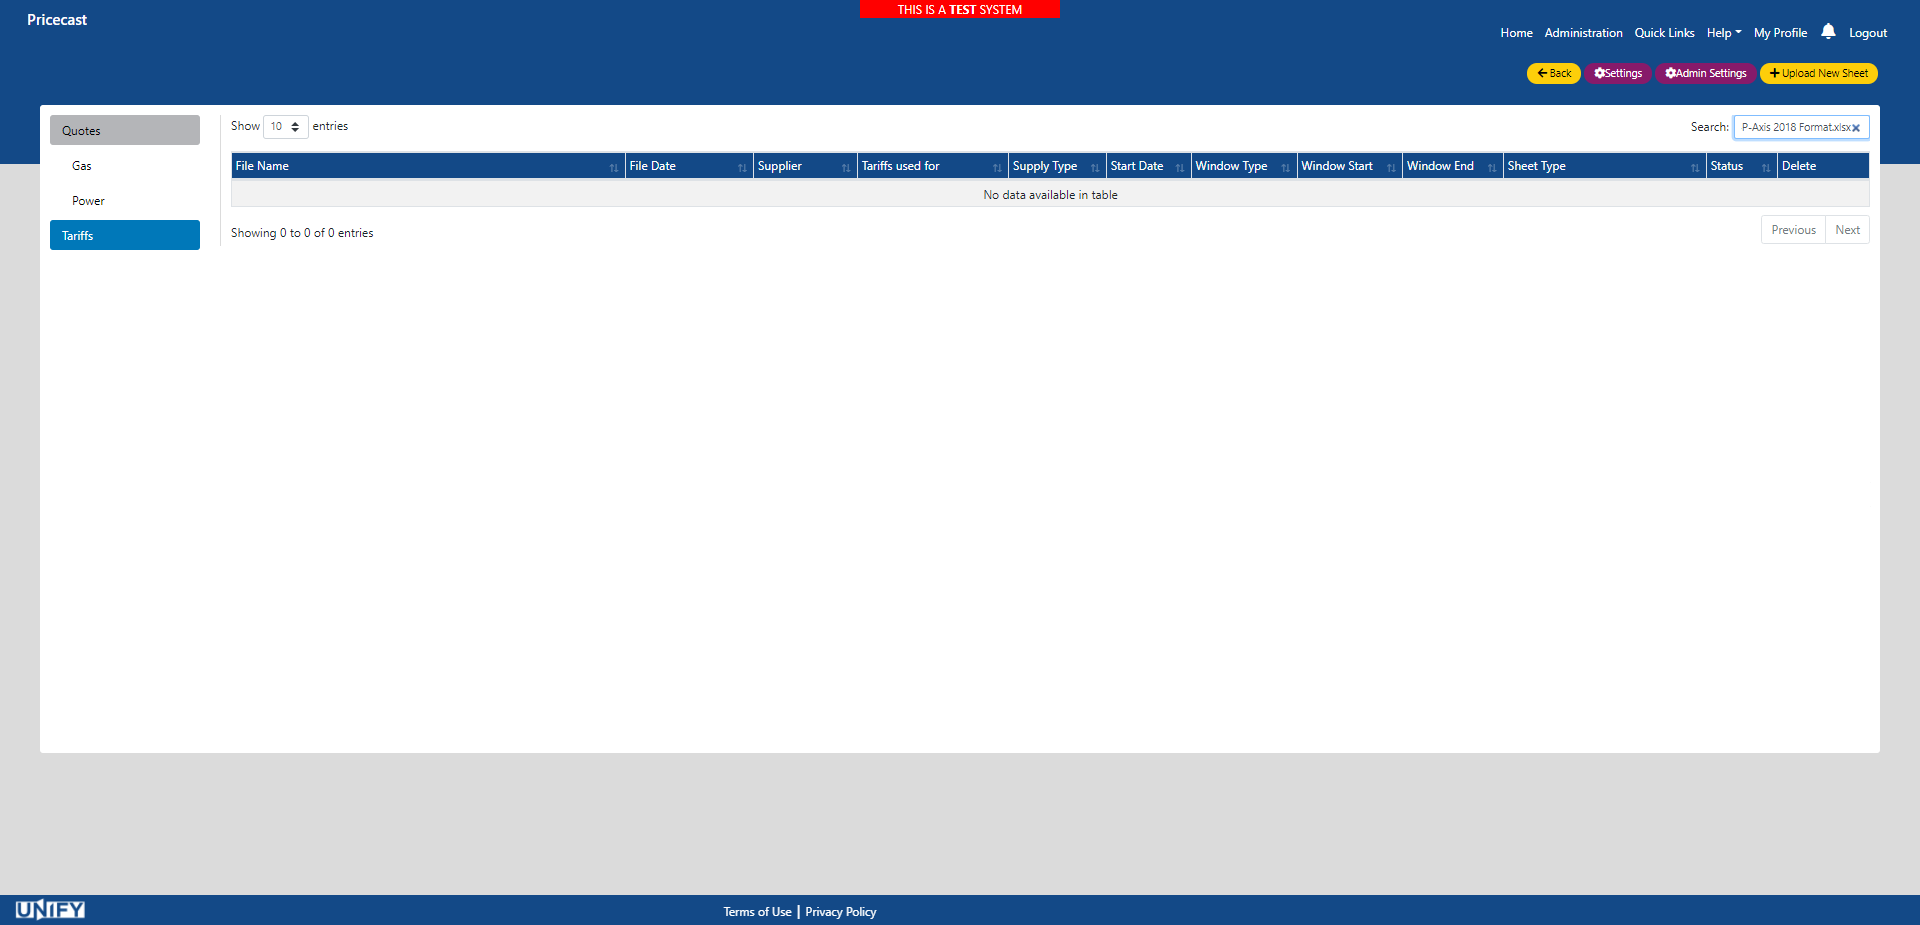 Pricecast
THIS IS A TEST SYSTEM
Home Administration Quick Links Help My Profile Logout
Back Settings Admin Settings Upload New Sheet
Quotes
Gas
Power
Tariffs
Show 10 entries
Search: P-Axis 2018 Format.xlsx
File Name File Date Supplier Tariffs used for Supply Type Start Date Window Type Window Start Window End Sheet Type Status Delete
No data available in table
Showing 0 to 0 of 0 entries
Previous Next
UNIFY
Terms of Use | Privacy Policy